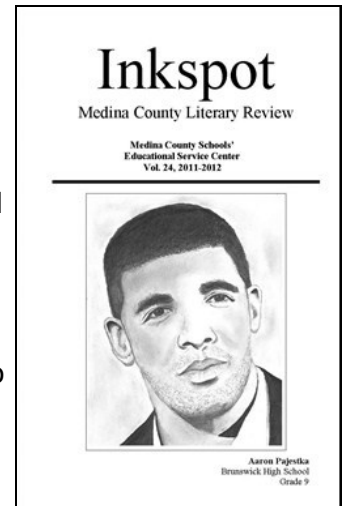 Inkspot
Medina County Literary Review
Medina County Schools'
Educational Service Center
Vol. 24, 2011-2012
Aaron Pajestka
Brunswick High School
Grade 9